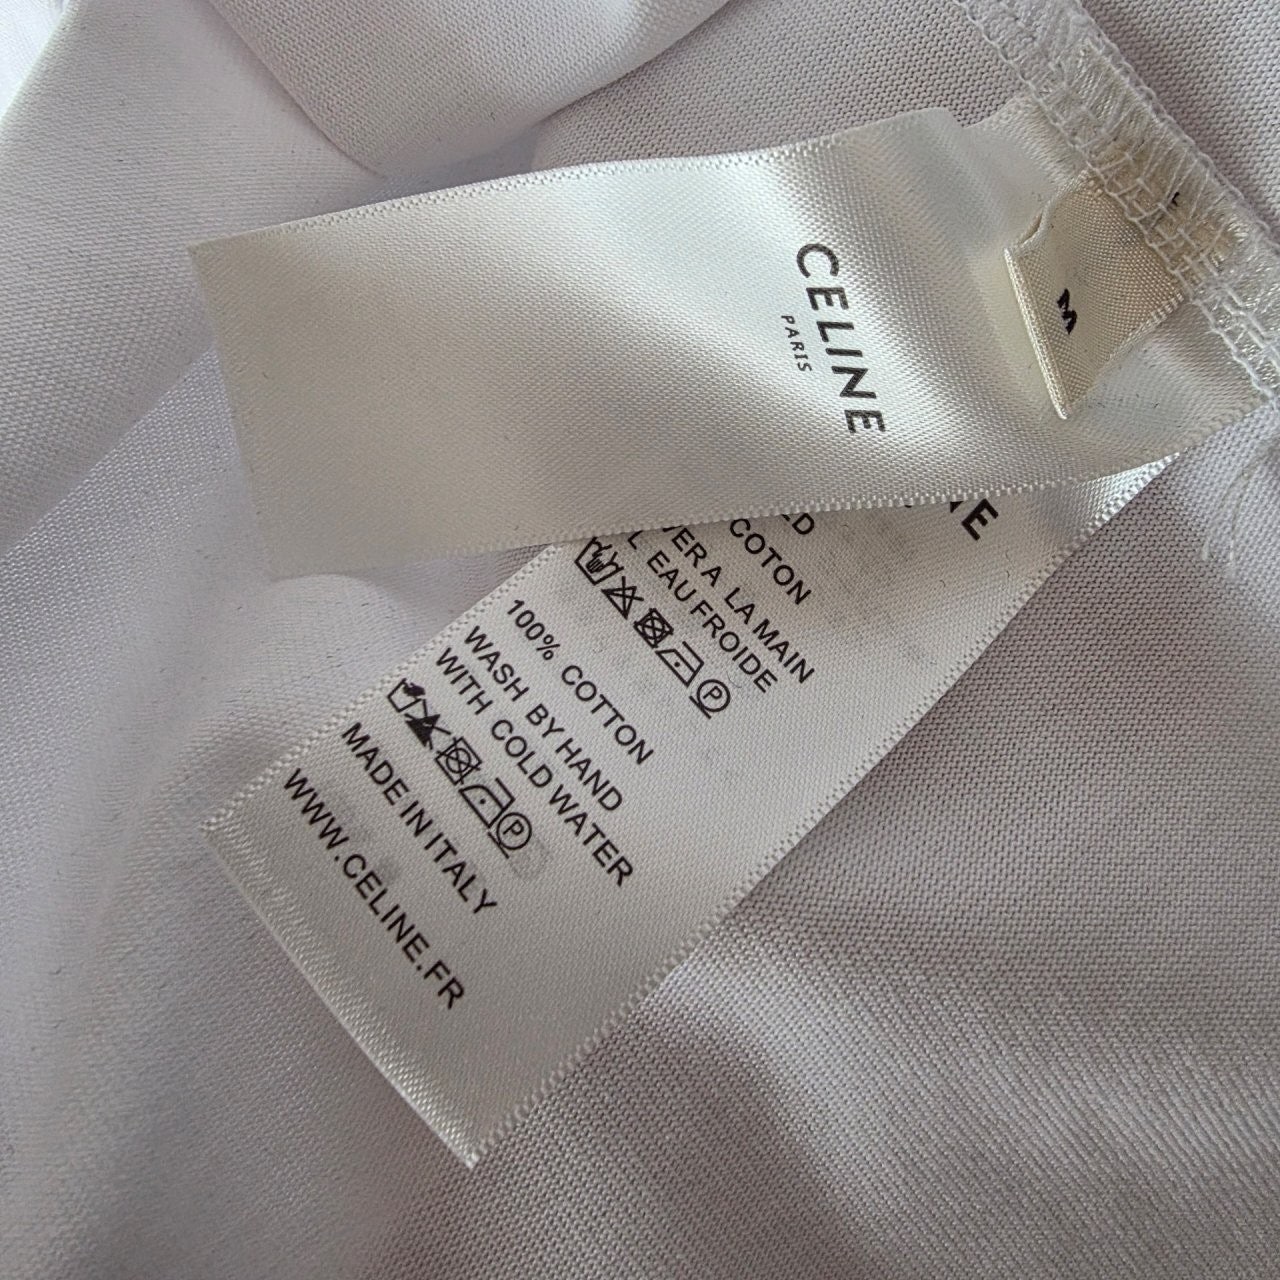 CELINE
PARIS
M
COTON
A LA MAIN
L EAU FROIDE
P
100% COTTON
WASH BY HAND
WITH COLD WATER
P
MADE IN ITALY
WWW.CELINE.FR